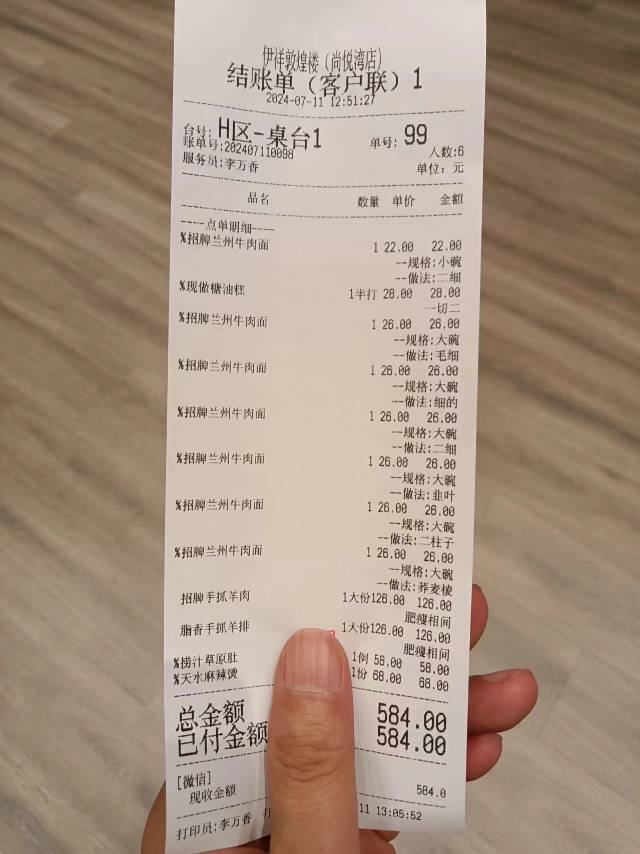 伊祥敦煌楼（尚悦湾店）
结账单（客户联）1
2024-07-11 12:51:27
台号: H区-桌台1 单号: 99
账单号:202407110098 人数:6
服务员:李万香 单位: 元
品名 数量 单价 金额
-----点单明细-----
%招牌兰州牛肉面 1 22.00 22.00
--规格:小碗
--做法:二细
%现做糖油糕 1半打 28.00 28.00
一切二
%招牌兰州牛肉面 1 26.00 26.00
--规格:大碗
--做法:毛细
%招牌兰州牛肉面 1 26.00 26.00
--规格:大碗
--做法:细的
%招牌兰州牛肉面 1 26.00 26.00
--规格:大碗
--做法:二细
%招牌兰州牛肉面 1 26.00 26.00
--规格:大碗
--做法:韭叶
%招牌兰州牛肉面 1 26.00 26.00
--规格:大碗
--做法:二柱子
%招牌兰州牛肉面 1 26.00 26.00
--规格:大碗
--做法:荞麦棱
招牌手抓羊肉 1大份126.00 126.00
肥瘦相间
脂香手抓羊排 1大份126.00 126.00
肥瘦相间
%捞汁草原肚 1例 58.00 58.00
%天水麻辣烫 1份 68.00 68.00
总金额 584.00
已付金额 584.00
[微信]
现收金额 584.0
打印员:李万香 11 13:05:52